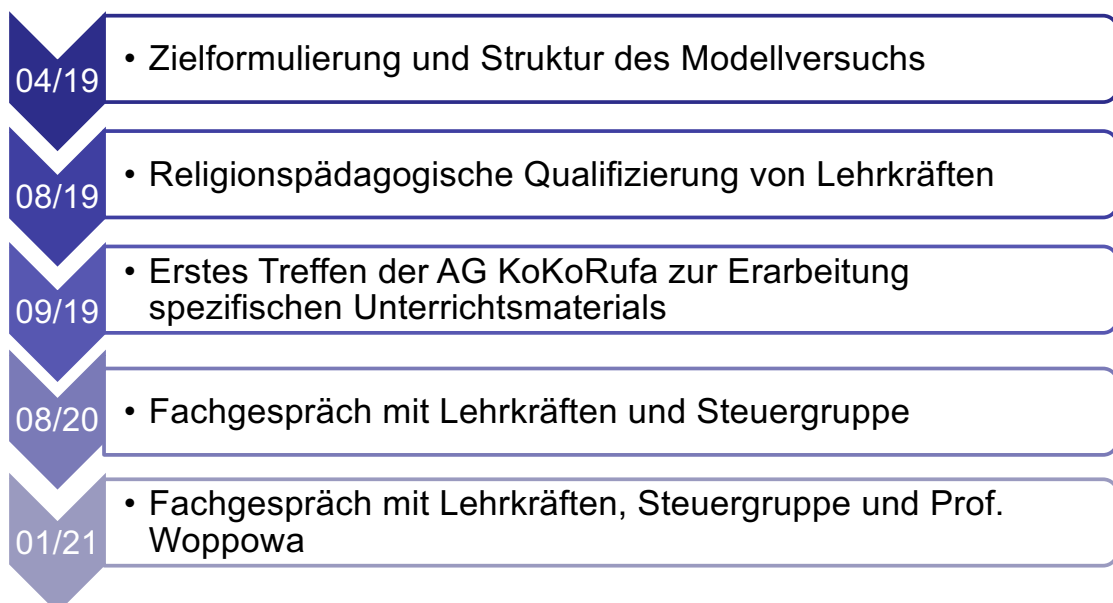 04/19
• Zielformulierung und Struktur des Modellversuchs
08/19
• Religionspädagogische Qualifizierung von Lehrkräften
09/19
• Erstes Treffen der AG KoKoRufa zur Erarbeitung
spezifischen Unterrichtsmaterials
08/20
• Fachgespräch mit Lehrkräften und Steuergruppe
01/21
• Fachgespräch mit Lehrkräften, Steuergruppe und Prof.
Woppowa